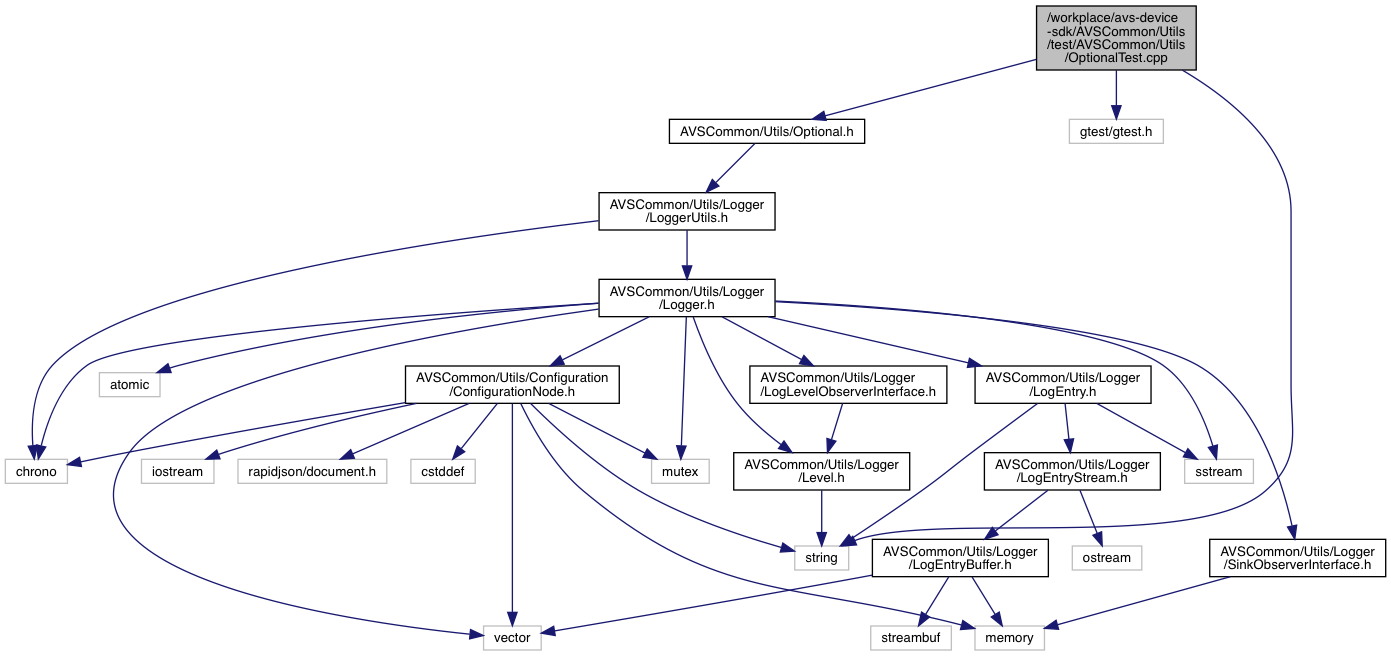 /workplace/avs-device
-sdk/AVSCommon/Utils
/test/AVSCommon/Utils
/OptionalTest.cpp
AVSCommon/Utils/Optional.h
gtest/gtest.h
AVSCommon/Utils/Logger
/LoggerUtils.h
AVSCommon/Utils/Logger
/Logger.h
atomic
AVSCommon/Utils/Configuration
/ConfigurationNode.h
AVSCommon/Utils/Logger
/LogLevelObserverInterface.h
AVSCommon/Utils/Logger
/LogEntry.h
chrono
iostream
rapidjson/document.h
cstddef
mutex
AVSCommon/Utils/Logger
/Level.h
AVSCommon/Utils/Logger
/LogEntryStream.h
sstream
string
AVSCommon/Utils/Logger
/LogEntryBuffer.h
ostream
AVSCommon/Utils/Logger
/SinkObserverInterface.h
vector
streambuf
memory